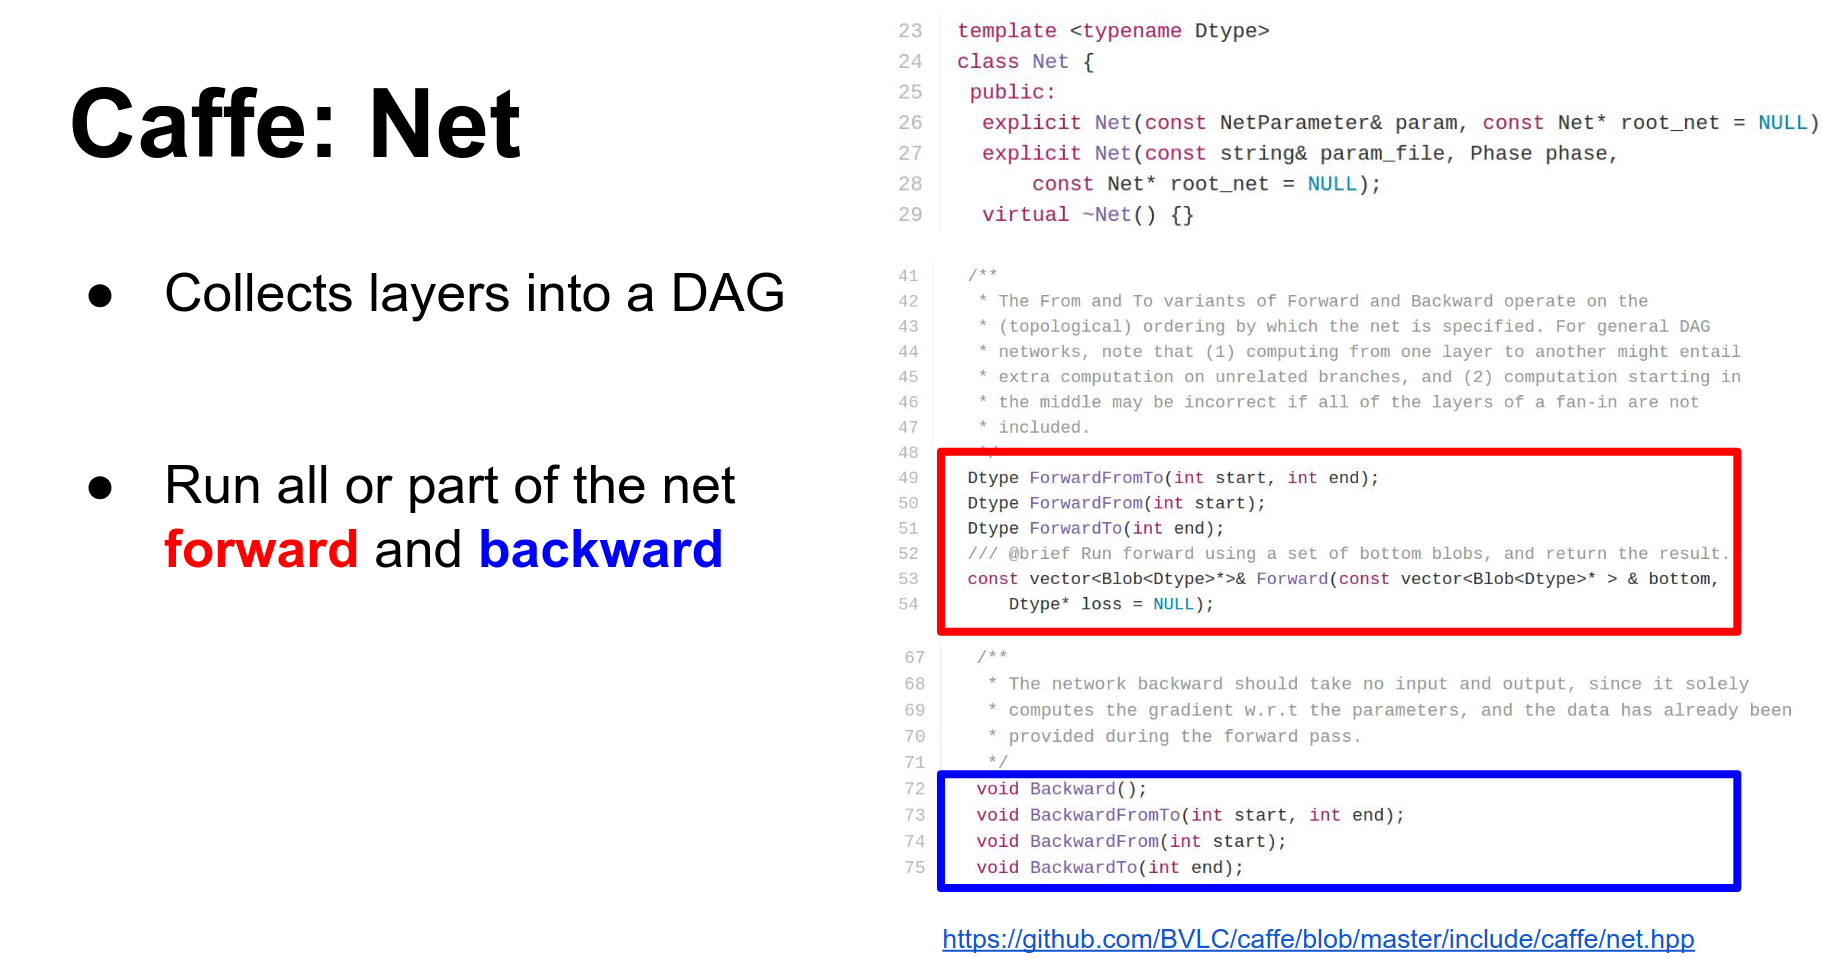 Caffe: Net
● Collects layers into a DAG
● Run all or part of the net
forward and backward
23 template <typename Dtype>
24 class Net {
25 public:
26 explicit Net(const NetParameter& param, const Net* root_net = NULL)
27 explicit Net(const string& param_file, Phase phase,
28 const Net* root_net = NULL);
29 virtual ~Net() {}
41 /**
42 * The From and To variants of Forward and Backward operate on the
43 * (topological) ordering by which the net is specified. For general DAG
44 * networks, note that (1) computing from one layer to another might entail
45 * extra computation on unrelated branches, and (2) computation starting in
46 * the middle may be incorrect if all of the layers of a fan-in are not
47 * included.
48 */
49 Dtype ForwardFromTo(int start, int end);
50 Dtype ForwardFrom(int start);
51 Dtype ForwardTo(int end);
52 /// @brief Run forward using a set of bottom blobs, and return the result.
53 const vector<Blob<Dtype>*>& Forward(const vector<Blob<Dtype>* > & bottom,
54 Dtype* loss = NULL);
67 /**
68 * The network backward should take no input and output, since it solely
69 * computes the gradient w.r.t the parameters, and the data has already been
70 * provided during the forward pass.
71 */
72 void Backward();
73 void BackwardFromTo(int start, int end);
74 void BackwardFrom(int start);
75 void BackwardTo(int end);
https://github.com/BVLC/caffe/blob/master/include/caffe/net.hpp